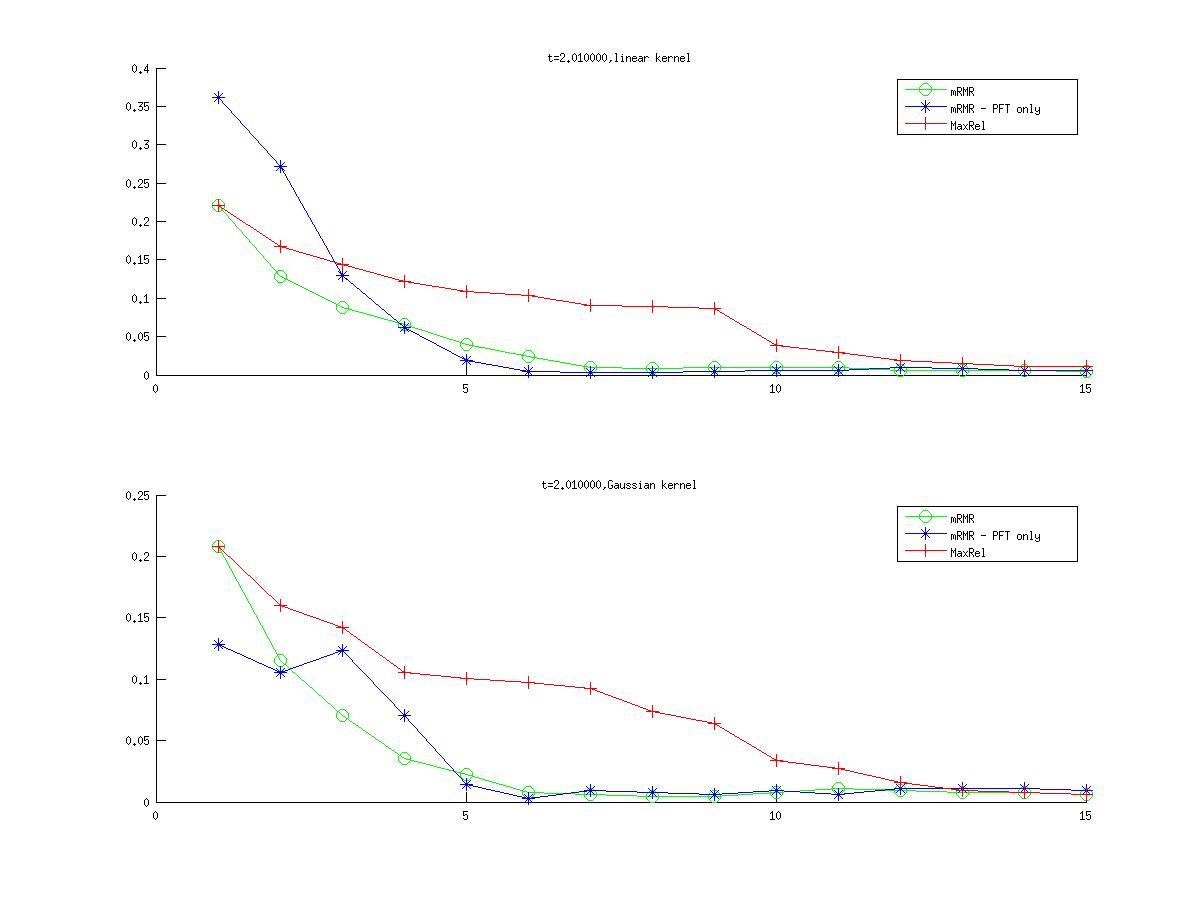 t=2.010000,linear kernel
0.4
0.35
0.3
0.25
0.2
0.15
0.1
0.05
0
0 5 10 15
mRMR
mRMR - PFT only
MaxRel
t=2.010000,Gaussian kernel
0.25
0.2
0.15
0.1
0.05
0
0 5 10 15
mRMR
mRMR - PFT only
MaxRel